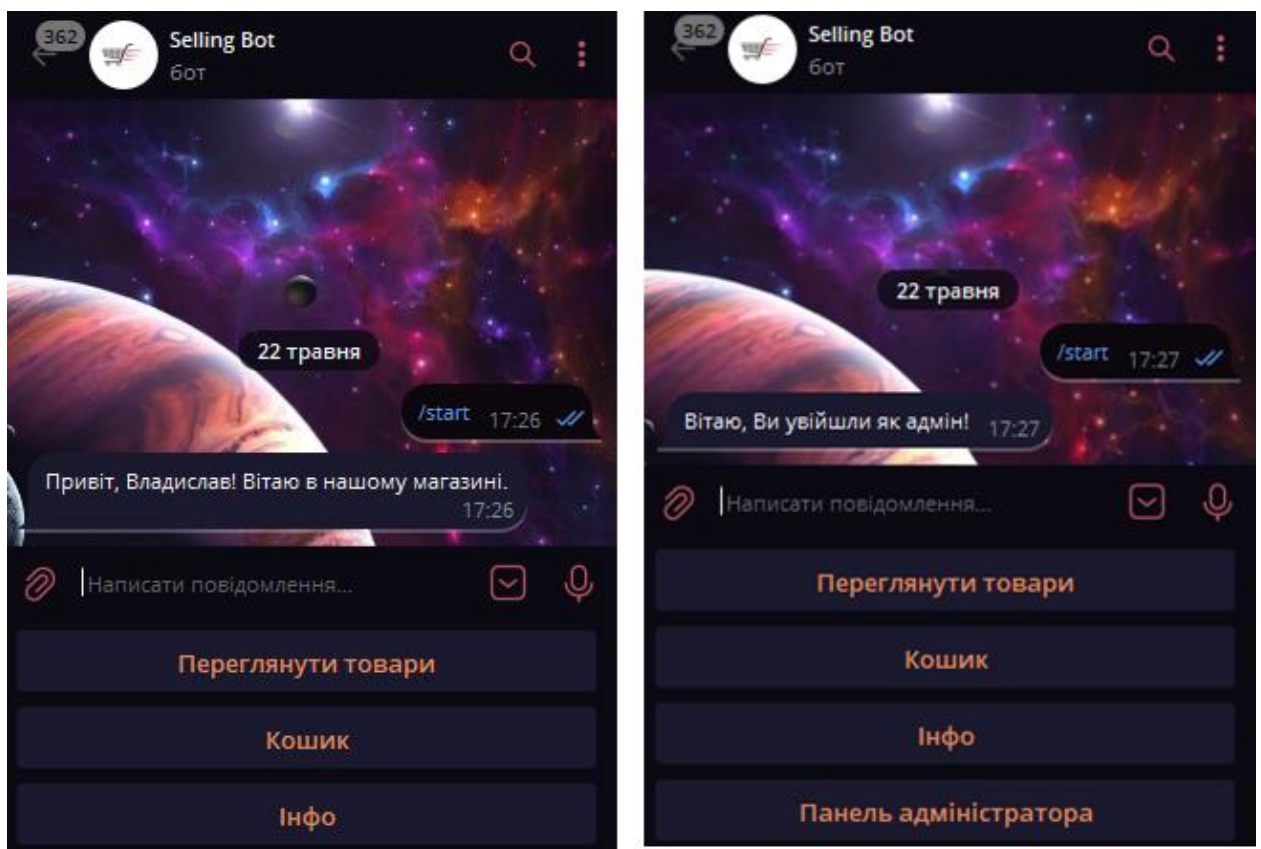 362
Selling Bot
бот
22 травня
/start 17:26
Привіт, Владислав! Вітаю в нашому магазині.
17:26
Написати повідомлення...
Переглянути товари
Кошик
Інфо
362
Selling Bot
бот
22 травня
/start 17:27
Вітаю, Ви увійшли як адмін! 17:27
Написати повідомлення...
Переглянути товари
Кошик
Інфо
Панель адміністратора